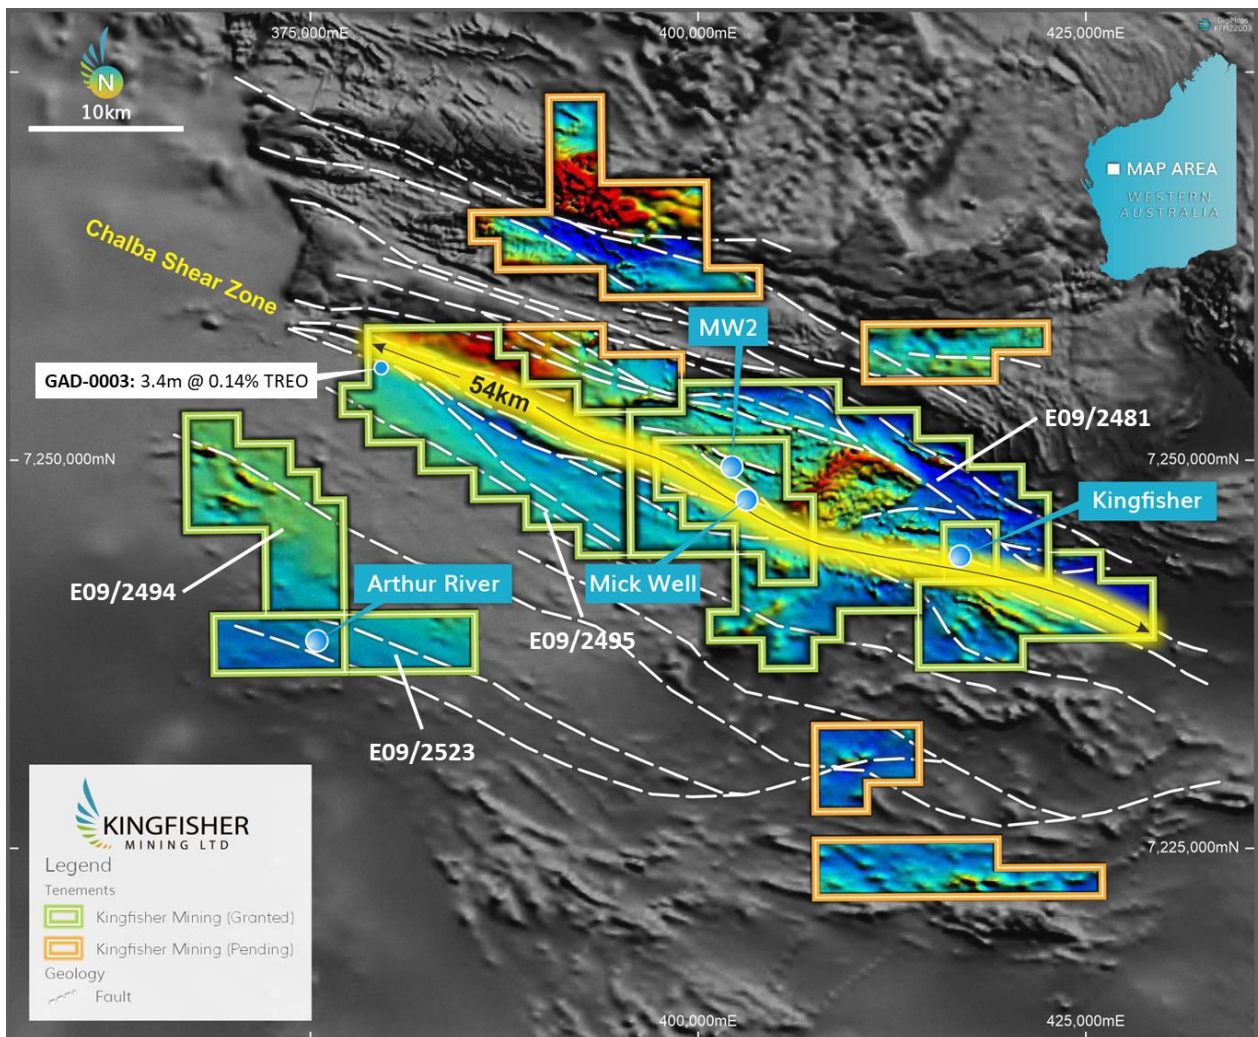 375,000mE
400,000mE
425,000mE
DigiMaps
KFM22003
N
10km
MAP AREA
WESTERN
AUSTRALIA
Chalba Shear Zone
MW2
GAD-0003: 3.4m @ 0.14% TREO
54km
E09/2481
7,250,000mN
7,250,000mN
Kingfisher
E09/2494
Arthur River
Mick Well
E09/2495
E09/2523
KINGFISHER
MINING LTD
Legend
Tenements
Kingfisher Mining (Granted)
Kingfisher Mining (Pending)
Geology
Fault
7,225,000mN
400,000mE
425,000mE